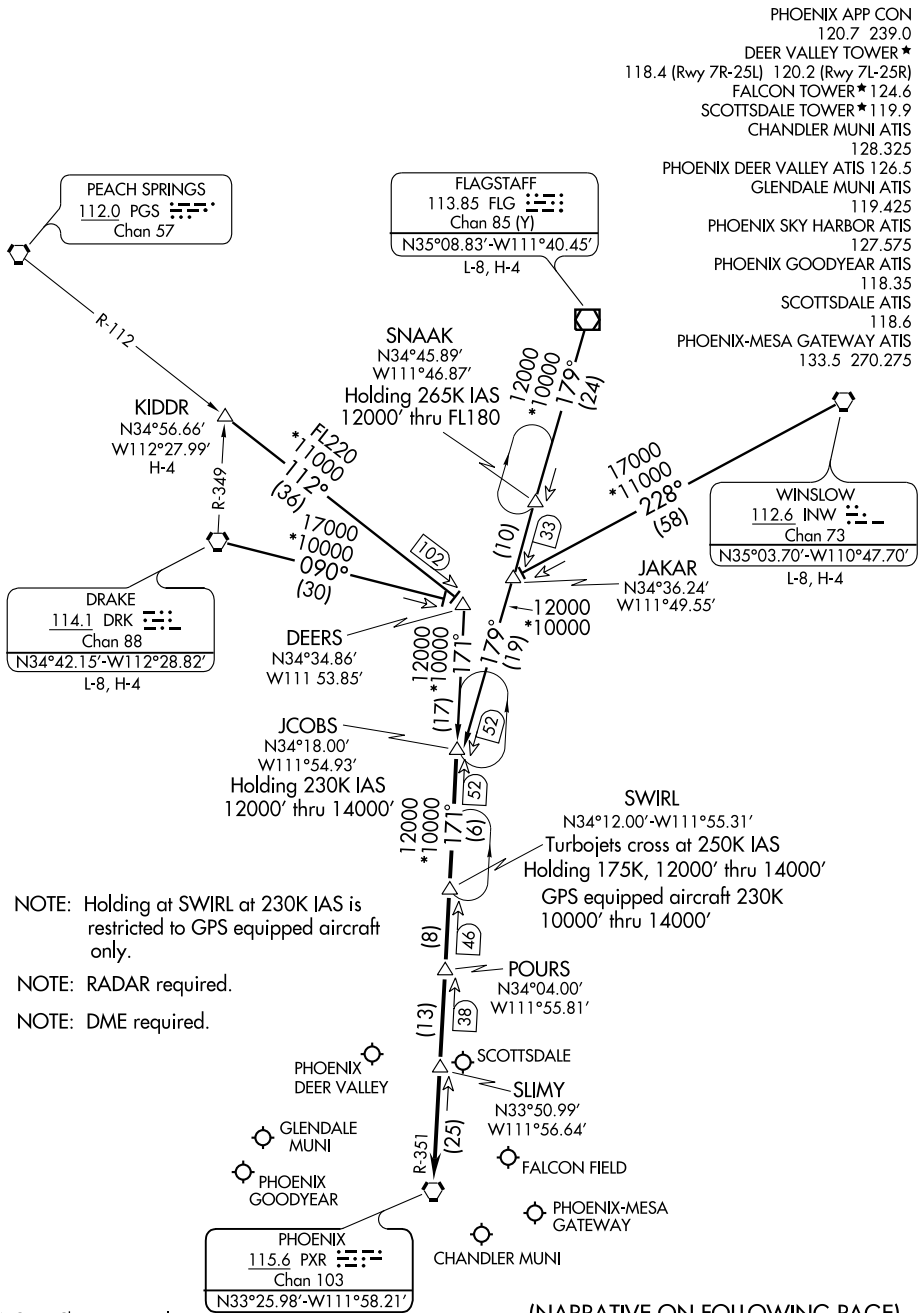 PHOENIX APP CON
120.7 239.0
DEER VALLEY TOWER★
118.4 (Rwy 7R-25L) 120.2 (Rwy 7L-25R)
FALCON TOWER★124.6
SCOTTSDALE TOWER★119.9
CHANDLER MUNI ATIS
128.325
PHOENIX DEER VALLEY ATIS 126.5
GLENDALE MUNI ATIS
119.425
PHOENIX SKY HARBOR ATIS
127.575
PHOENIX GOODYEAR ATIS
118.35
SCOTTSDALE ATIS
118.6
PHOENIX-MESA GATEWAY ATIS
133.5 270.275
PEACH SPRINGS
112.0 PGS
Chan 57
FLAGSTAFF
113.85 FLG
Chan 85 (Y)
N35°08.83'-W111°40.45'
L-8, H-4
R-112
SNAAK
N34°45.89'
W111°46.87'
Holding 265K IAS
12000' thru FL180
12000
*10000
179°
(24)
KIDDR
N34°56.66'
W112°27.99'
H-4
R-349
FL220
*11000
112°
(36)
102
17000
*10000
090°
(30)
17000
*11000
228°
(58)
WINSLOW
112.6 INW
Chan 73
N35°03.70'-W110°47.70'
L-8, H-4
(10)
33
JAKAR
N34°36.24'
W111°49.55'
12000
*10000
179°
(19)
DRAKE
114.1 DRK
Chan 88
N34°42.15'-W112°28.82'
L-8, H-4
DEERS
N34°34.86'
W111 53.85'
12000
*10000
171°
(17)
52
JCOBS
N34°18.00'
W111°54.93'
Holding 230K IAS
12000' thru 14000'
52
12000
*10000
171°
(6)
SWIRL
N34°12.00'-W111°55.31'
Turbojets cross at 250K IAS
Holding 175K, 12000' thru 14000'
GPS equipped aircraft 230K
10000' thru 14000'
NOTE: Holding at SWIRL at 230K IAS is
restricted to GPS equipped aircraft
only.
NOTE: RADAR required.
NOTE: DME required.
(8)
46
POURS
N34°04.00'
W111°55.81'
(13)
38
PHOENIX
DEER VALLEY
SCOTTSDALE
SLIMY
N33°50.99'
W111°56.64'
GLENDALE
MUNI
R-351
(25)
FALCON FIELD
PHOENIX
GOODYEAR
PHOENIX-MESA
GATEWAY
CHANDLER MUNI
PHOENIX
115.6 PXR
Chan 103
N33°25.98'-W111°58.21'
(NARRATIVE ON FOLLOWING PAGE)